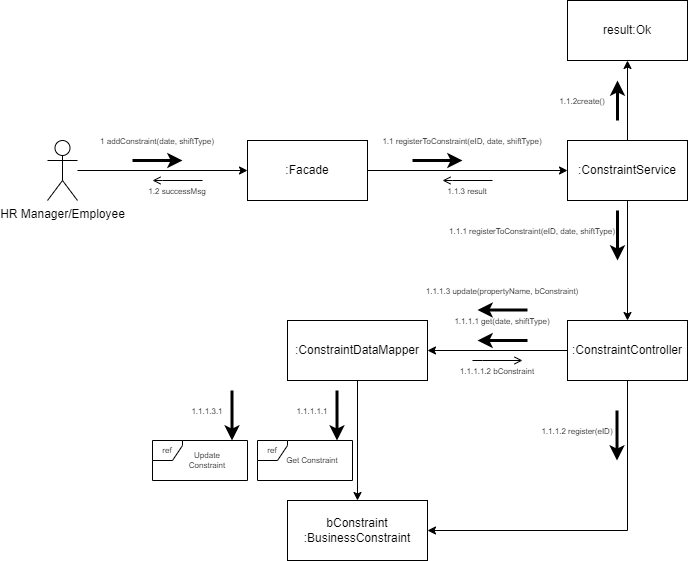 result:Ok
1.1.2create()
1 addConstraint(date, shiftType)
1.1 registerToConstraint(eID, date, shiftType)
:Facade
:ConstraintService
1.2 successMsg
1.1.3 result
HR Manager/Employee
1.1.1 registerToConstraint(eID, date, shiftType)
1.1.1.3 update(propertyName, bConstraint)
1.1.1.1 get(date, shiftType)
:ConstraintDataMapper
:ConstraintController
1.1.1.1.2 bConstraint
1.1.1.3.1
1.1.1.1.1
1.1.1.2 register(eID)
ref
Update
Constraint
ref
Get Constraint
bConstraint
:BusinessConstraint